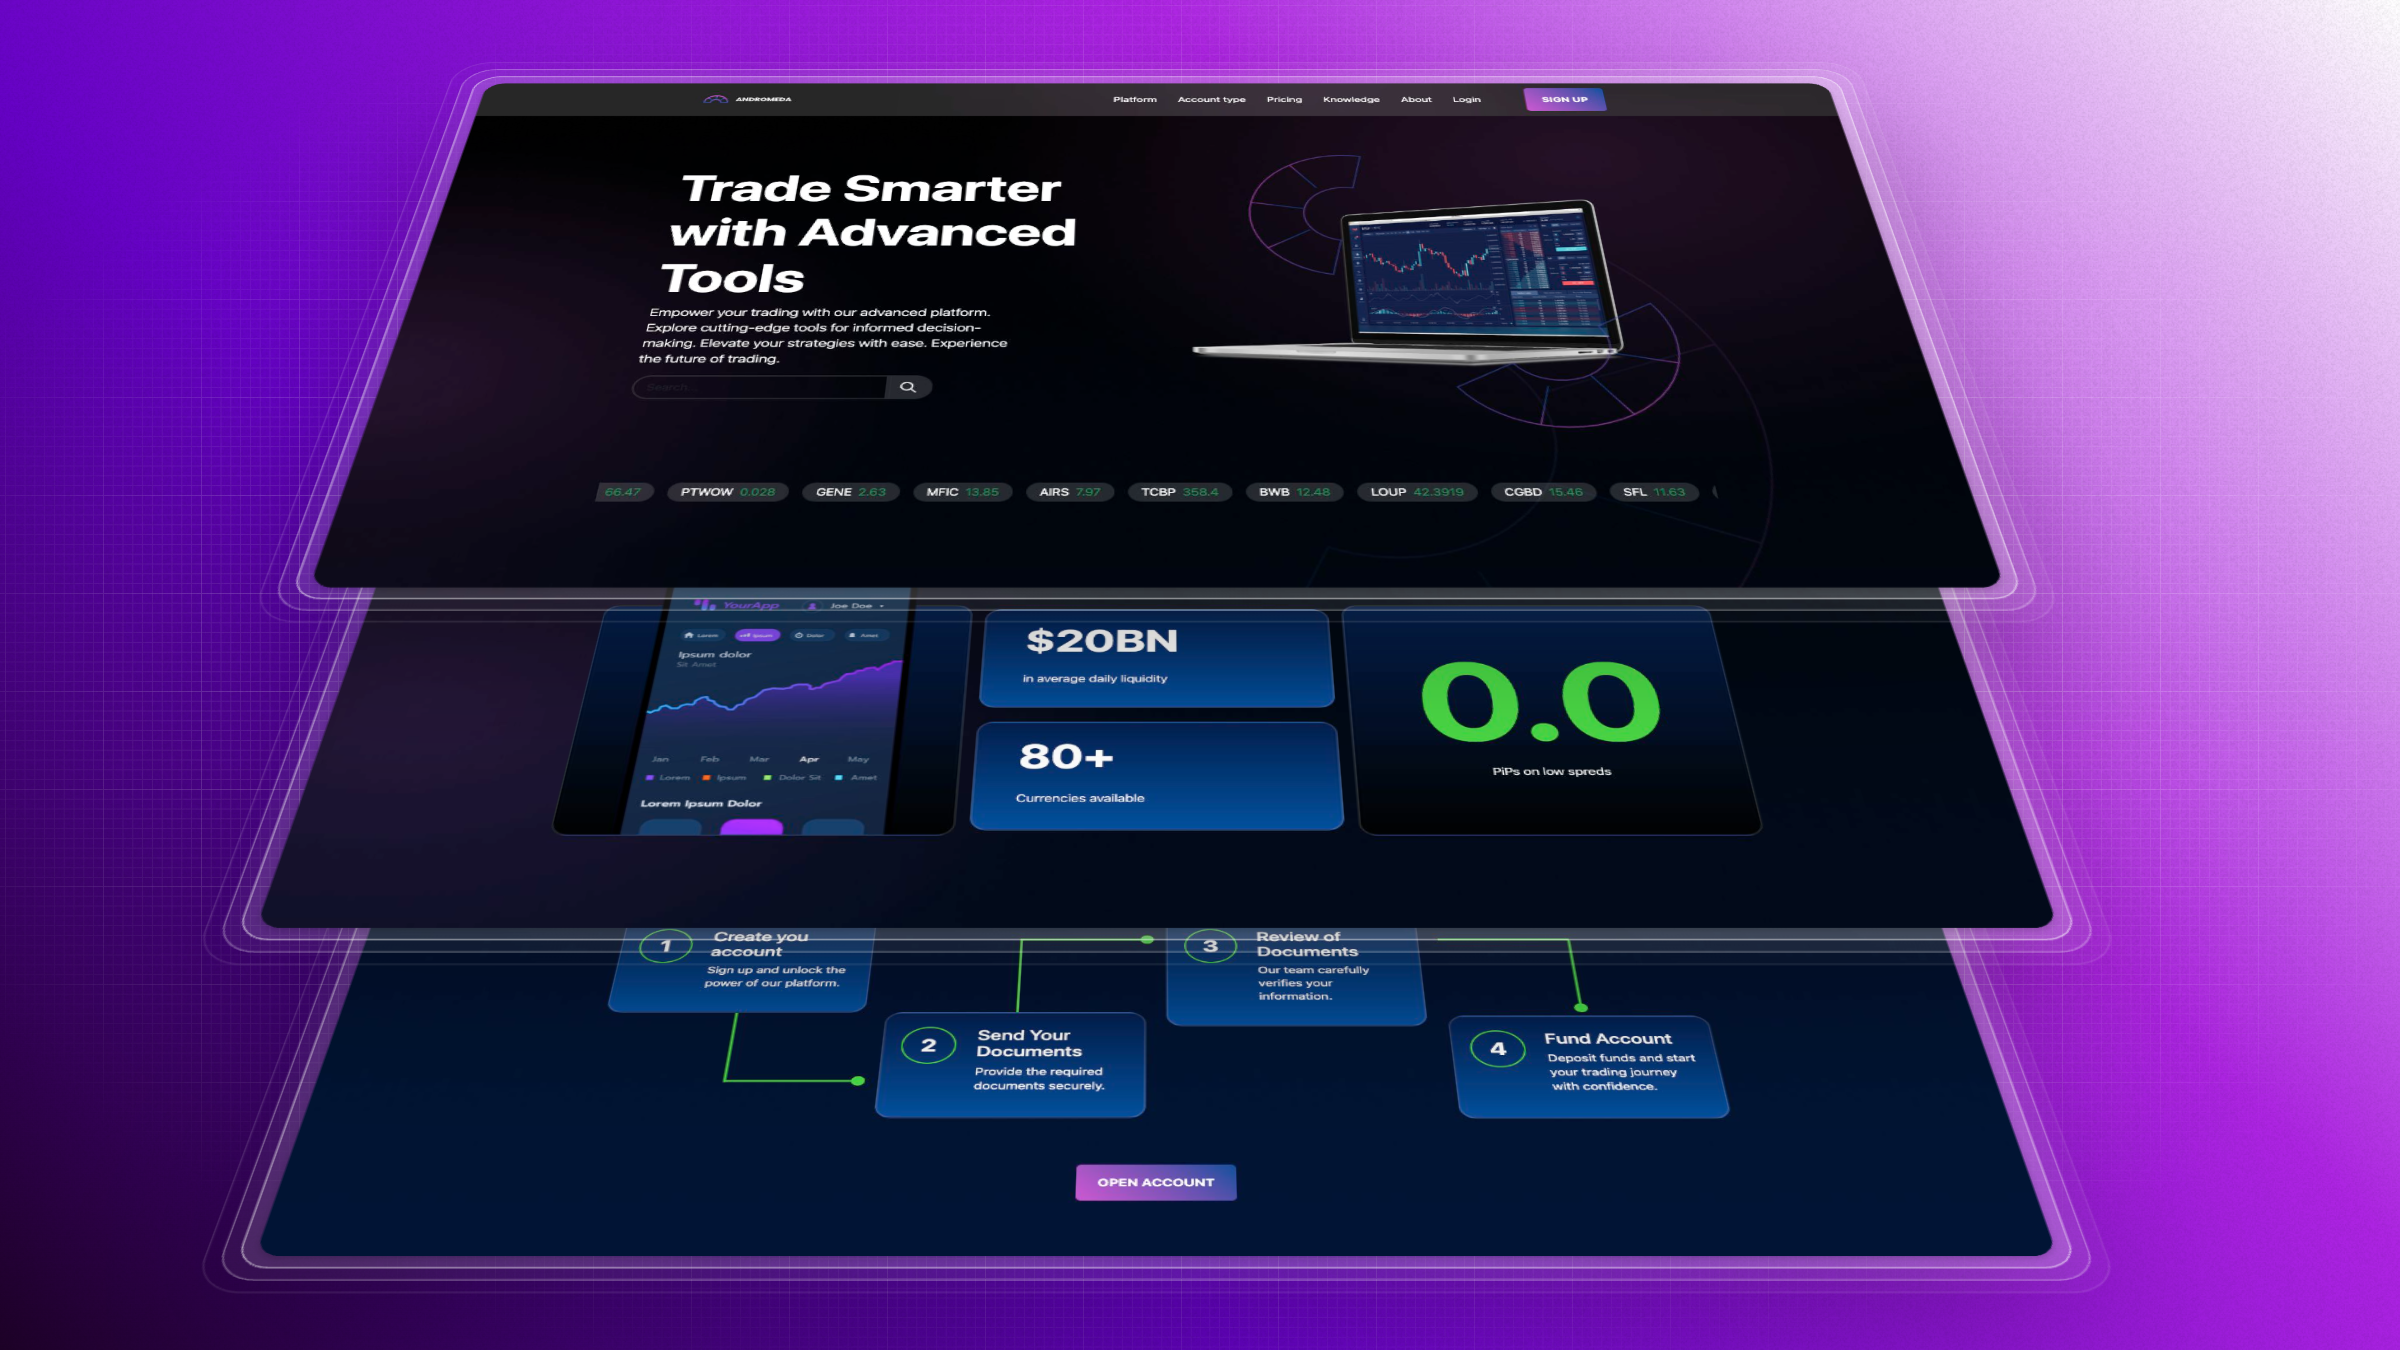 ANDROMEDA
Platform Account type Pricing Knowledge About Login SIGN UP
Trade Smarter
with Advanced
Tools
Empower your trading with our advanced platform.
Explore cutting-edge tools for informed decision-
making. Elevate your strategies with ease. Experience
the future of trading.
Search...
66.47 PTWOW 0.028 GENE 2.63 MFIC 13.85 AIRS 7.97 TCBP 358.4 BWB 12.48 LOUP 42.3919 CGBD 15.46 SFL 11.63
YourApp Joe Doe
Lorem Ipsum Dolor Amet
Ipsum dolor
Sit Amet
Jan Feb Mar Apr May
Lorem Ipsum Dolor Sit Amet
Lorem Ipsum Dolor
$20BN
in average daily liquidity
80+
Currencies available
0.0
PiPs on low spreds
1
Create you
account
Sign up and unlock the
power of our platform.
2
Send Your
Documents
Provide the required
documents securely.
3
Review of
Documents
Our team carefully
verifies your
information.
4
Fund Account
Deposit funds and start
your trading journey
with confidence.
OPEN ACCOUNT